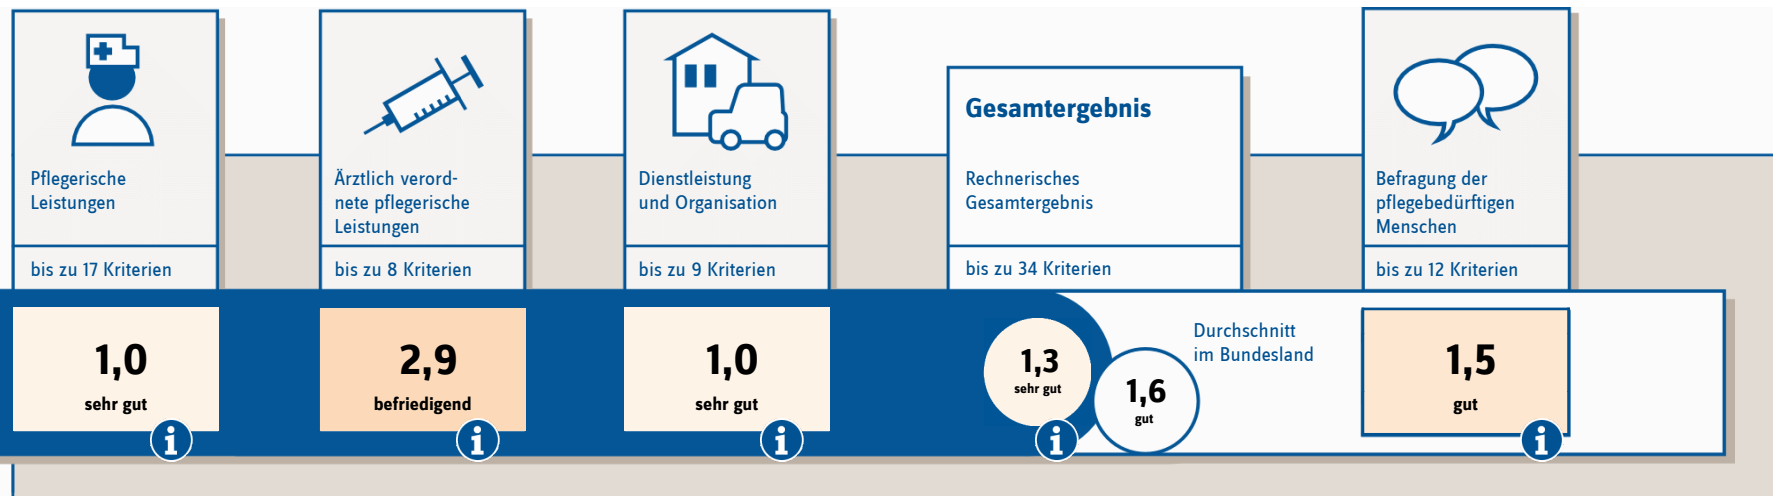 Pflegerische
Leistungen
bis zu 17 Kriterien
1,0
sehr gut
i
Ärztlich verord-
nete pflegerische
Leistungen
bis zu 8 Kriterien
2,9
befriedigend
i
Dienstleistung
und Organisation
bis zu 9 Kriterien
1,0
sehr gut
i
Gesamtergebnis
Rechnerisches
Gesamtergebnis
bis zu 34 Kriterien
1,3
sehr gut
i
Durchschnitt
im Bundesland
1,6
gut
Befragung der
pflegebedürftigen
Menschen
bis zu 12 Kriterien
1,5
gut
i